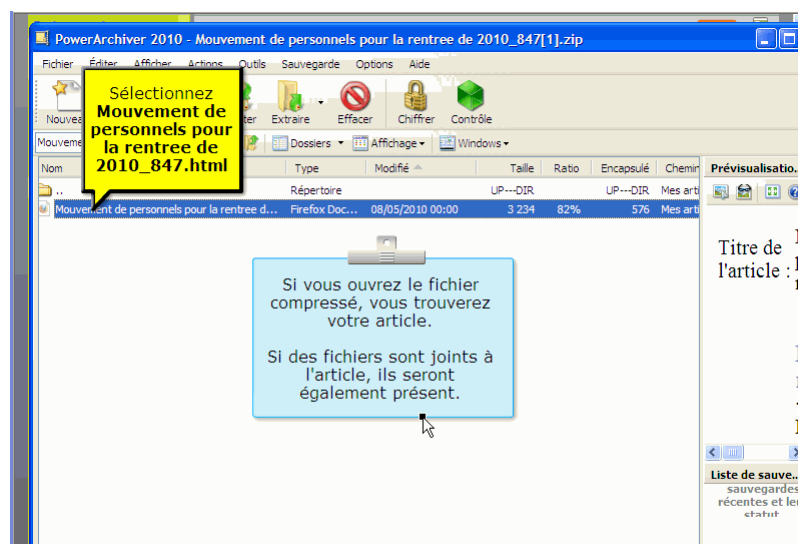 PowerArchiver 2010 - Mouvement de personnels pour la rentree de 2010_847[1].zip
Fichier Éditer Afficher Actions Outils Sauvegarde Options Aide
Extraire Effacer Chiffrer Contrôle
Dossiers Affichage Windows
Sélectionnez
Mouvement de
personnels pour
la rentree de
2010_847.html
Nom Type Modifié Taille Ratio Encapsulé Chemin
.. Répertoire UP---DIR UP---DIR Mes arti
Mouvement de personnels pour la rentree d... Firefox Doc... 08/05/2010 00:00 3 234 82% 576 Mes arti
Si vous ouvrez le fichier
compressé, vous trouverez
votre article.
Si des fichiers sont joints à
l'article, ils seront
également présent.
Prévisualisatio...
Titre de
l'article :
Liste de sauve...
sauvegardes
récentes et leu
statut